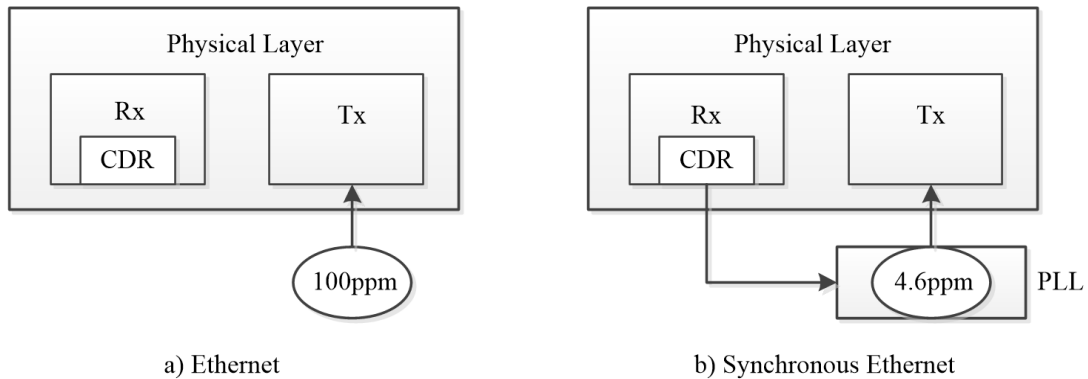 Physical Layer
Rx
CDR
Tx
100ppm
a) Ethernet
Physical Layer
Rx
CDR
Tx
4.6ppm
PLL
b) Synchronous Ethernet